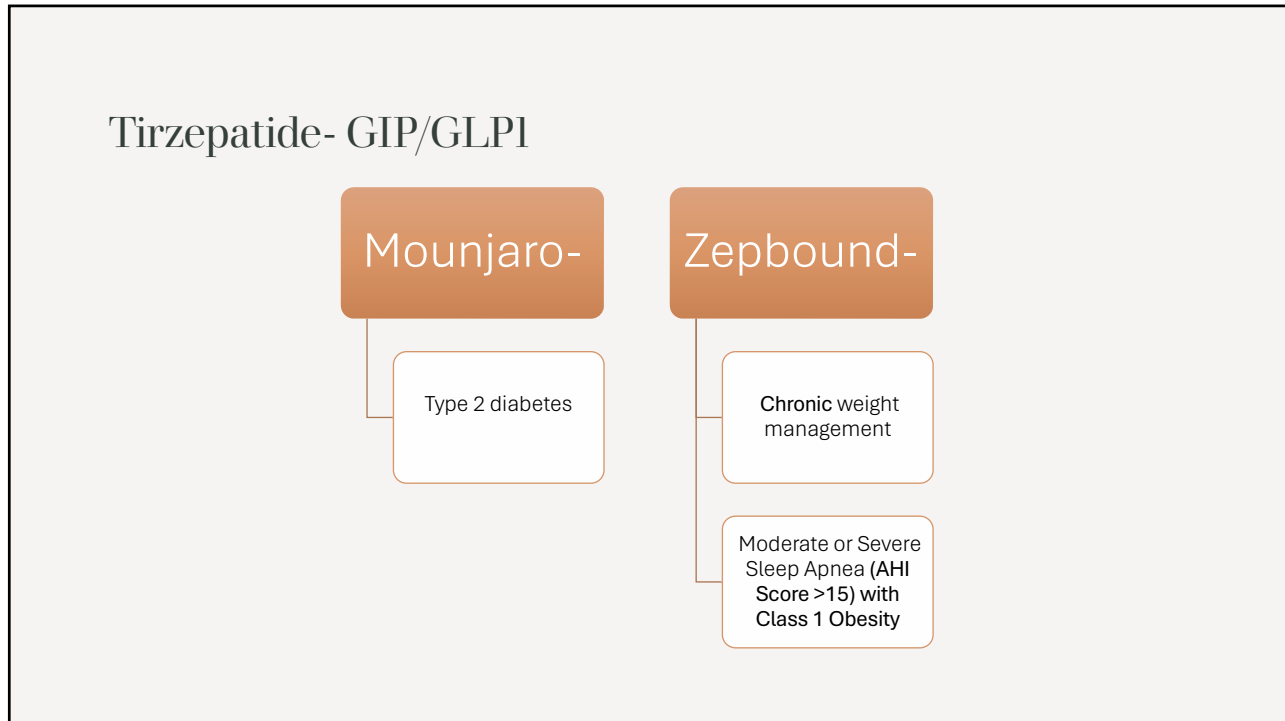 Tirzepatide- GIP/GLP1
Mounjaro-
Type 2 diabetes
Zepbound-
Chronic weight
management
Moderate or Severe
Sleep Apnea (AHI
Score >15) with
Class 1 Obesity